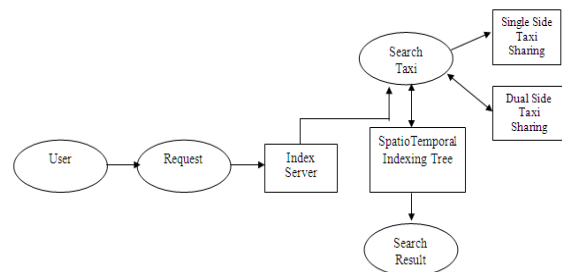 Single Side
Taxi
Sharing
Search
Taxi
Dual Side
Taxi
Sharing
User
Request
Index
Server
SpatioTemporal
Indexing Tree
Search
Result